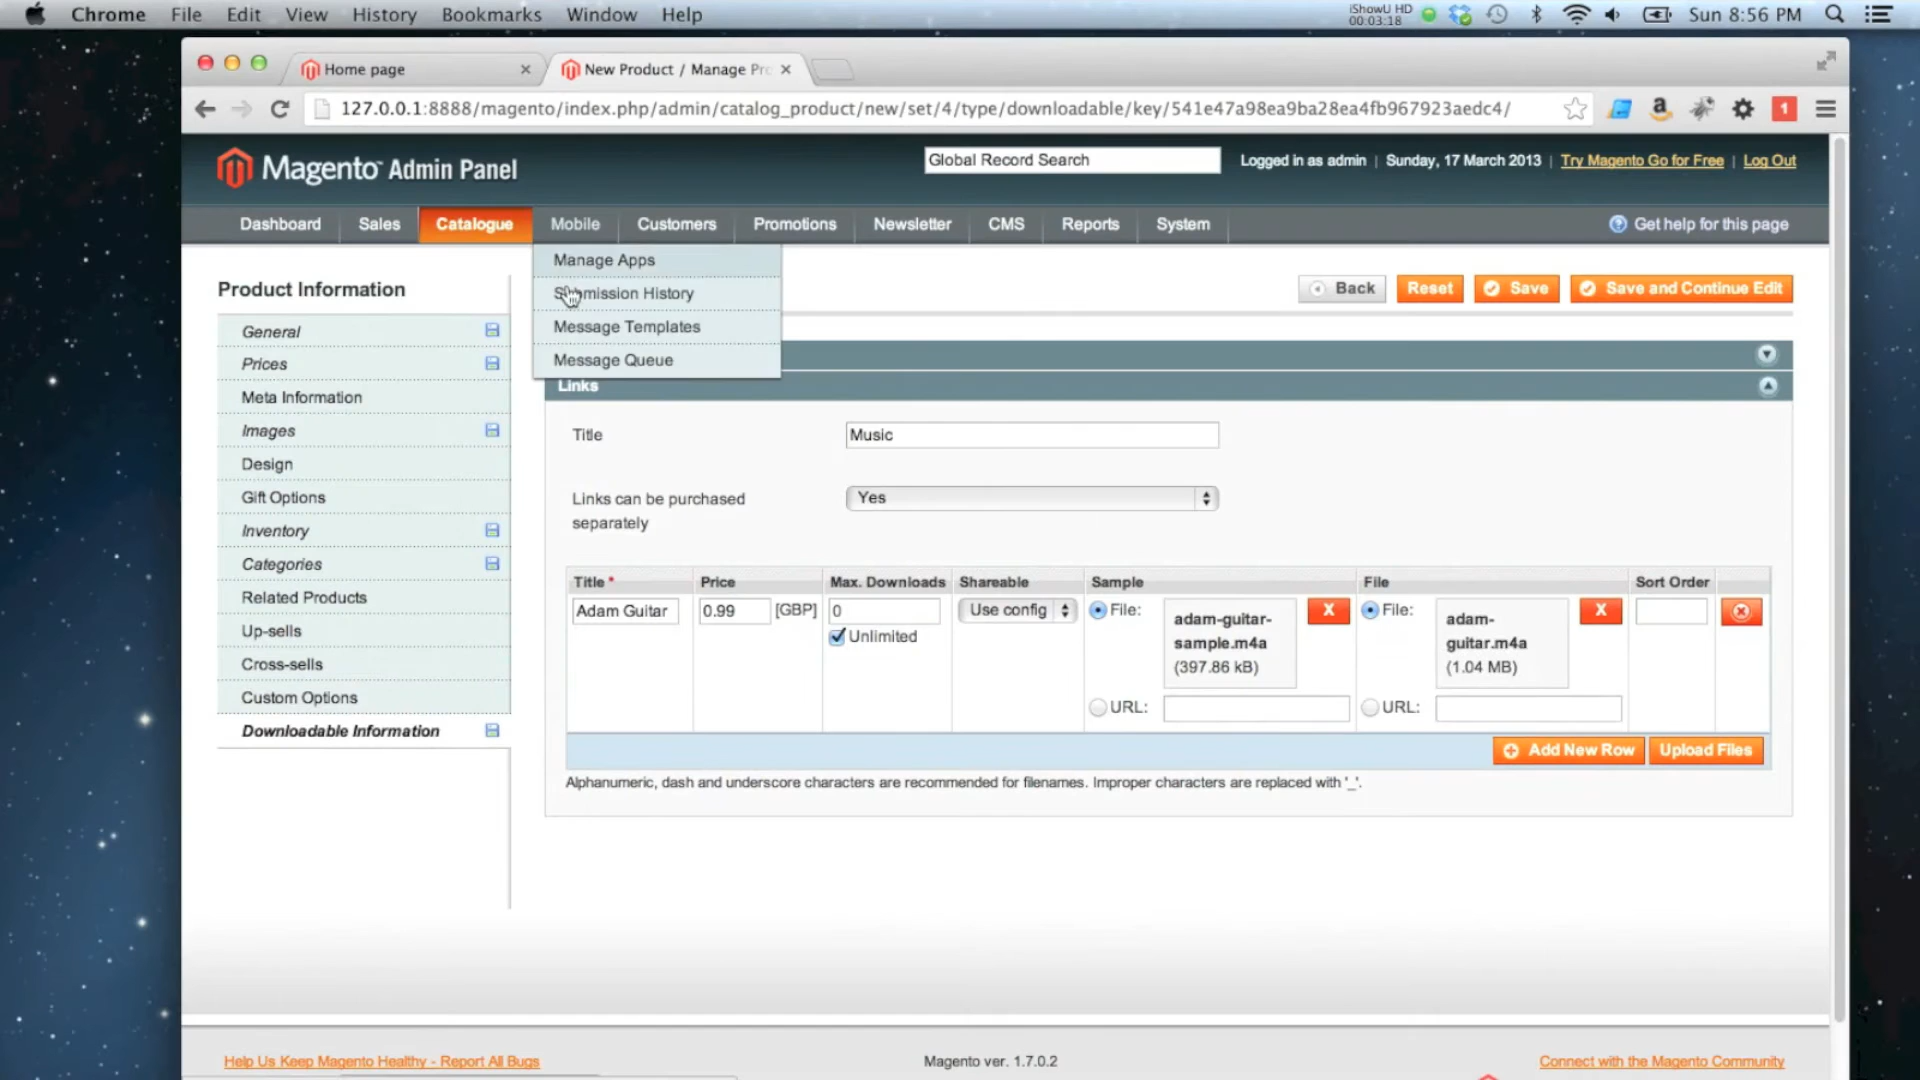 Chrome File Edit View History Bookmarks Window Help
iShowU HD
00:03:18
Sun 8:56 PM
Home page
New Product / Manage Pro
127.0.0.1:8888/magento/index.php/admin/catalog_product/new/set/4/type/downloadable/key/541e47a98ea9ba28ea4fb967923aedc4/
1
Magento Admin Panel
Global Record Search
Logged in as admin | Sunday, 17 March 2013 | Try Magento Go for Free | Log Out
Dashboard Sales Catalogue Mobile Customers Promotions Newsletter CMS Reports System
Get help for this page
Manage Apps
Submission History
Message Templates
Message Queue
Product Information
General
Prices
Meta Information
Images
Design
Gift Options
Inventory
Categories
Related Products
Up-sells
Cross-sells
Custom Options
Downloadable Information
Back Reset Save Save and Continue Edit
Links
Title Music
Links can be purchased
separately
Yes
Title * Price Max. Downloads Shareable Sample File Sort Order
Adam Guitar 0.99 [GBP] 0 Use config
Unlimited
File:
adam-guitar-
sample.m4a
(397.86 kB)
X
URL:
File:
adam-
guitar.m4a
(1.04 MB)
X
URL:
Add New Row Upload Files
Alphanumeric, dash and underscore characters are recommended for filenames. Improper characters are replaced with '_'.
Help Us Keep Magento Healthy - Report All Bugs
Magento ver. 1.7.0.2
Connect with the Magento Community